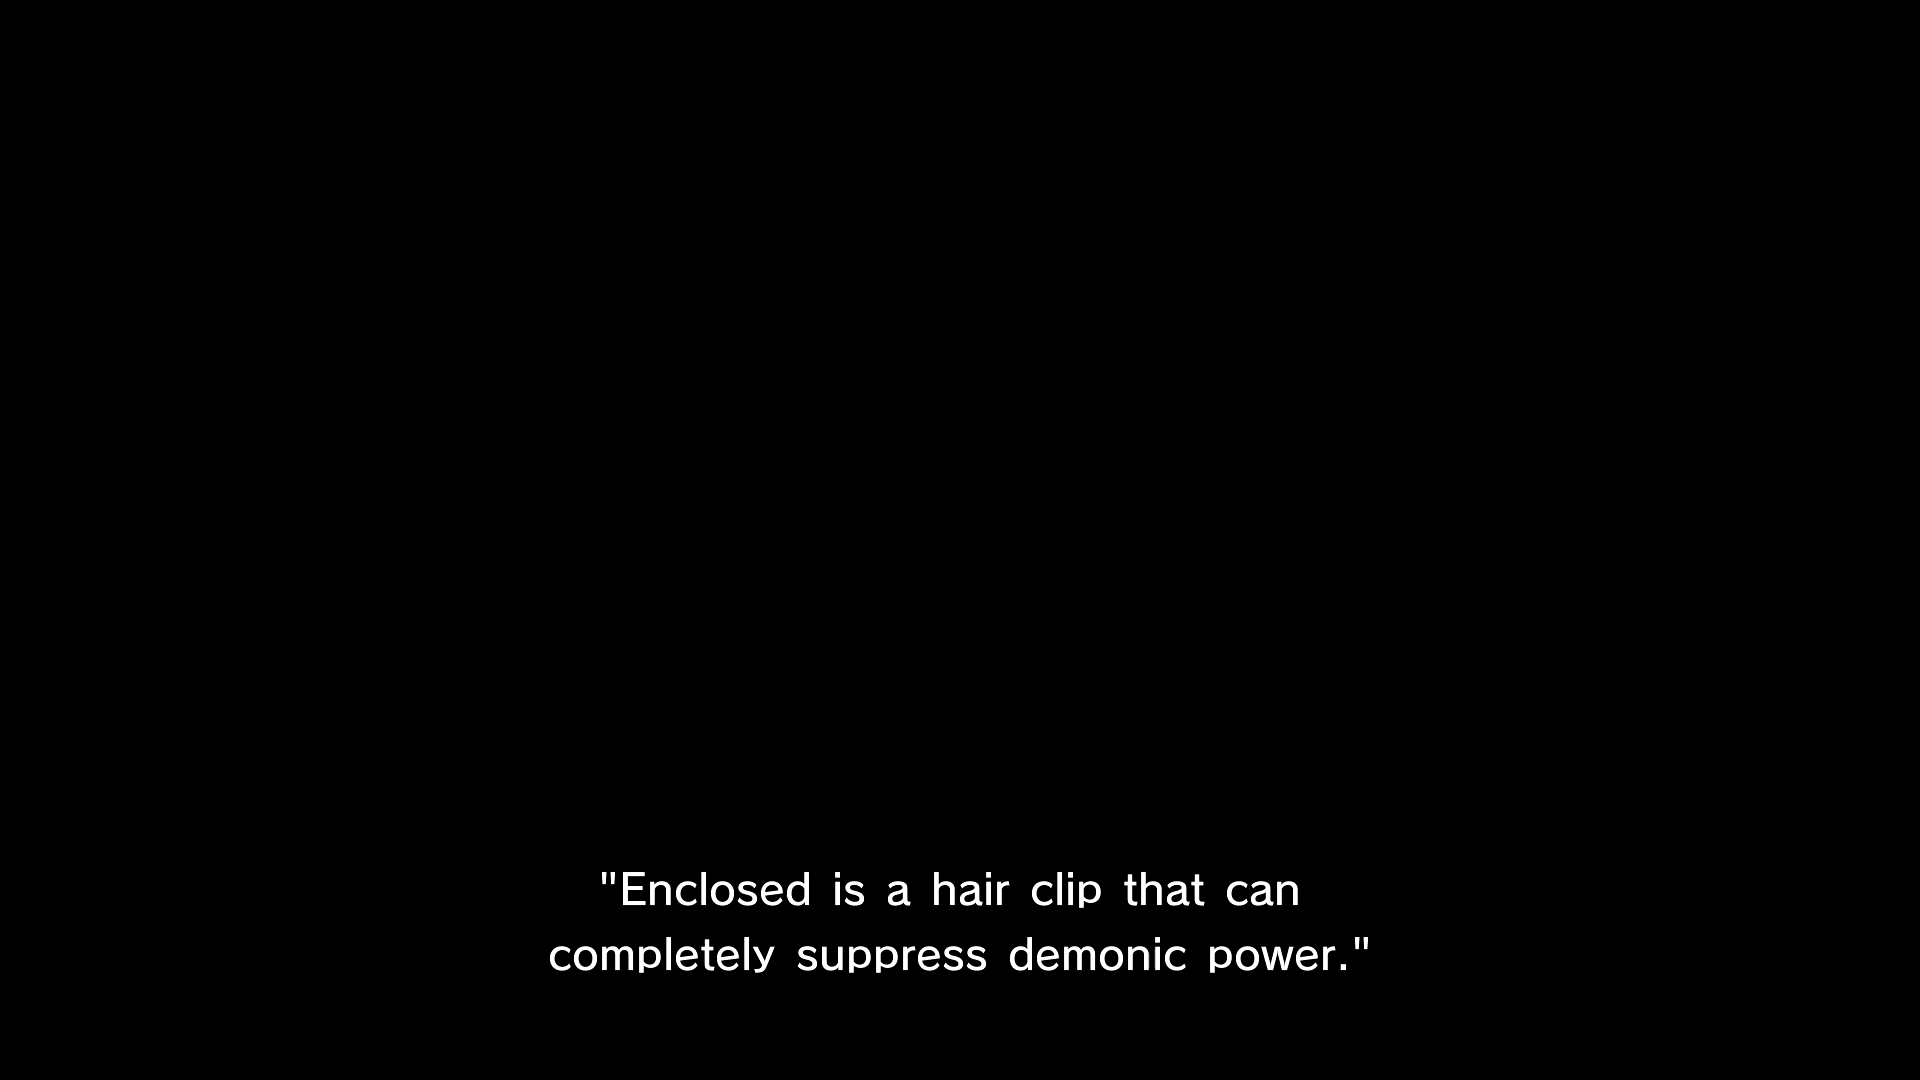 "Enclosed is a hair clip that can
completely suppress demonic power."